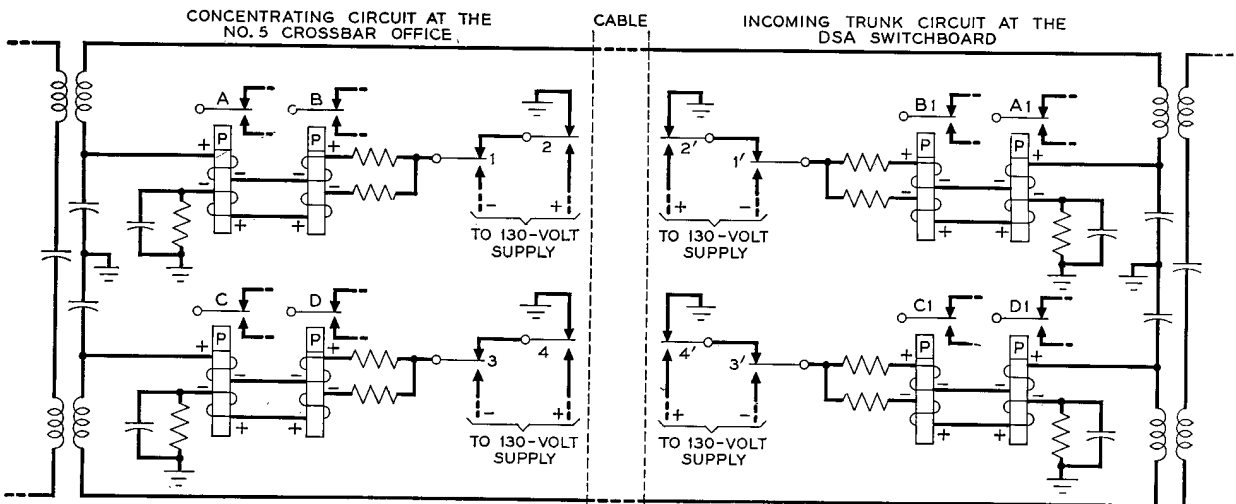 CONCENTRATING CIRCUIT AT THE
NO. 5 CROSSBAR OFFICE
CABLE
INCOMING TRUNK CIRCUIT AT THE
DSA SWITCHBOARD
A
B
B1
A1
P
P
P
P
+
+
+
+
-
-
-
-
+
+
+
+
1
2
2'
1'
- +
+ -
TO 130-VOLT
SUPPLY
TO 130-VOLT
SUPPLY
C
D
C1
D1
P
P
P
P
+
+
+
+
-
-
-
-
+
+
+
+
3
4
4'
3'
- +
+ -
TO 130-VOLT
SUPPLY
TO 130-VOLT
SUPPLY